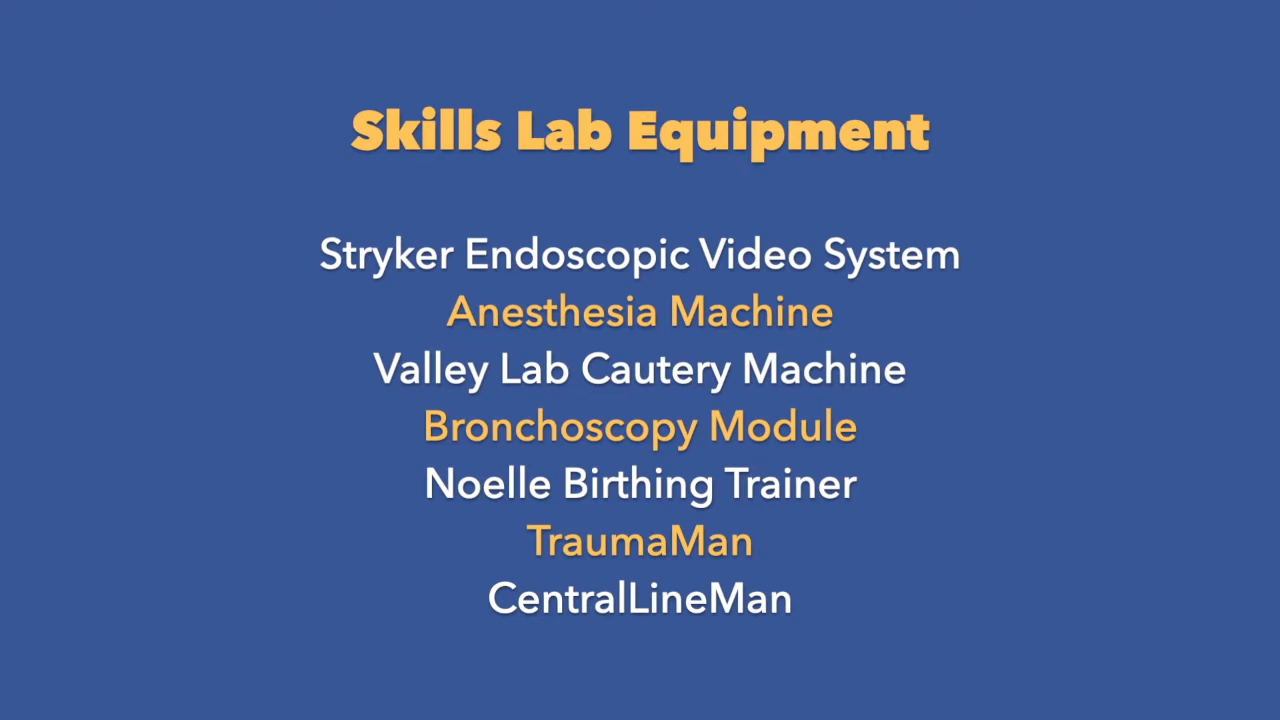 Skills Lab Equipment
Stryker Endoscopic Video System
Anesthesia Machine
Valley Lab Cautery Machine
Bronchoscopy Module
Noelle Birthing Trainer
TraumaMan
CentralLineMan